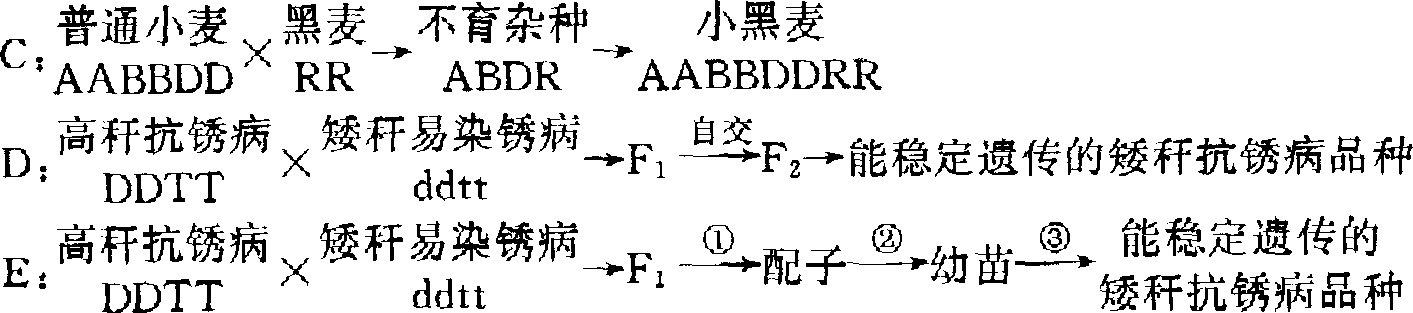 C：普通小麦 AABBDD × 黑麦 RR → 不育杂种 ABDR → 小黑麦 AABBDDRR
D：高秆抗锈病 DDTT × 矮秆易染锈病 ddtt → F₁ 自交→ F₂ → 能稳定遗传的矮秆抗锈病品种
E：高秆抗锈病 DDTT × 矮秆易染锈病 ddtt → F₁ ①→ 配子 ②→ 幼苗 ③→ 能稳定遗传的矮秆抗锈病品种